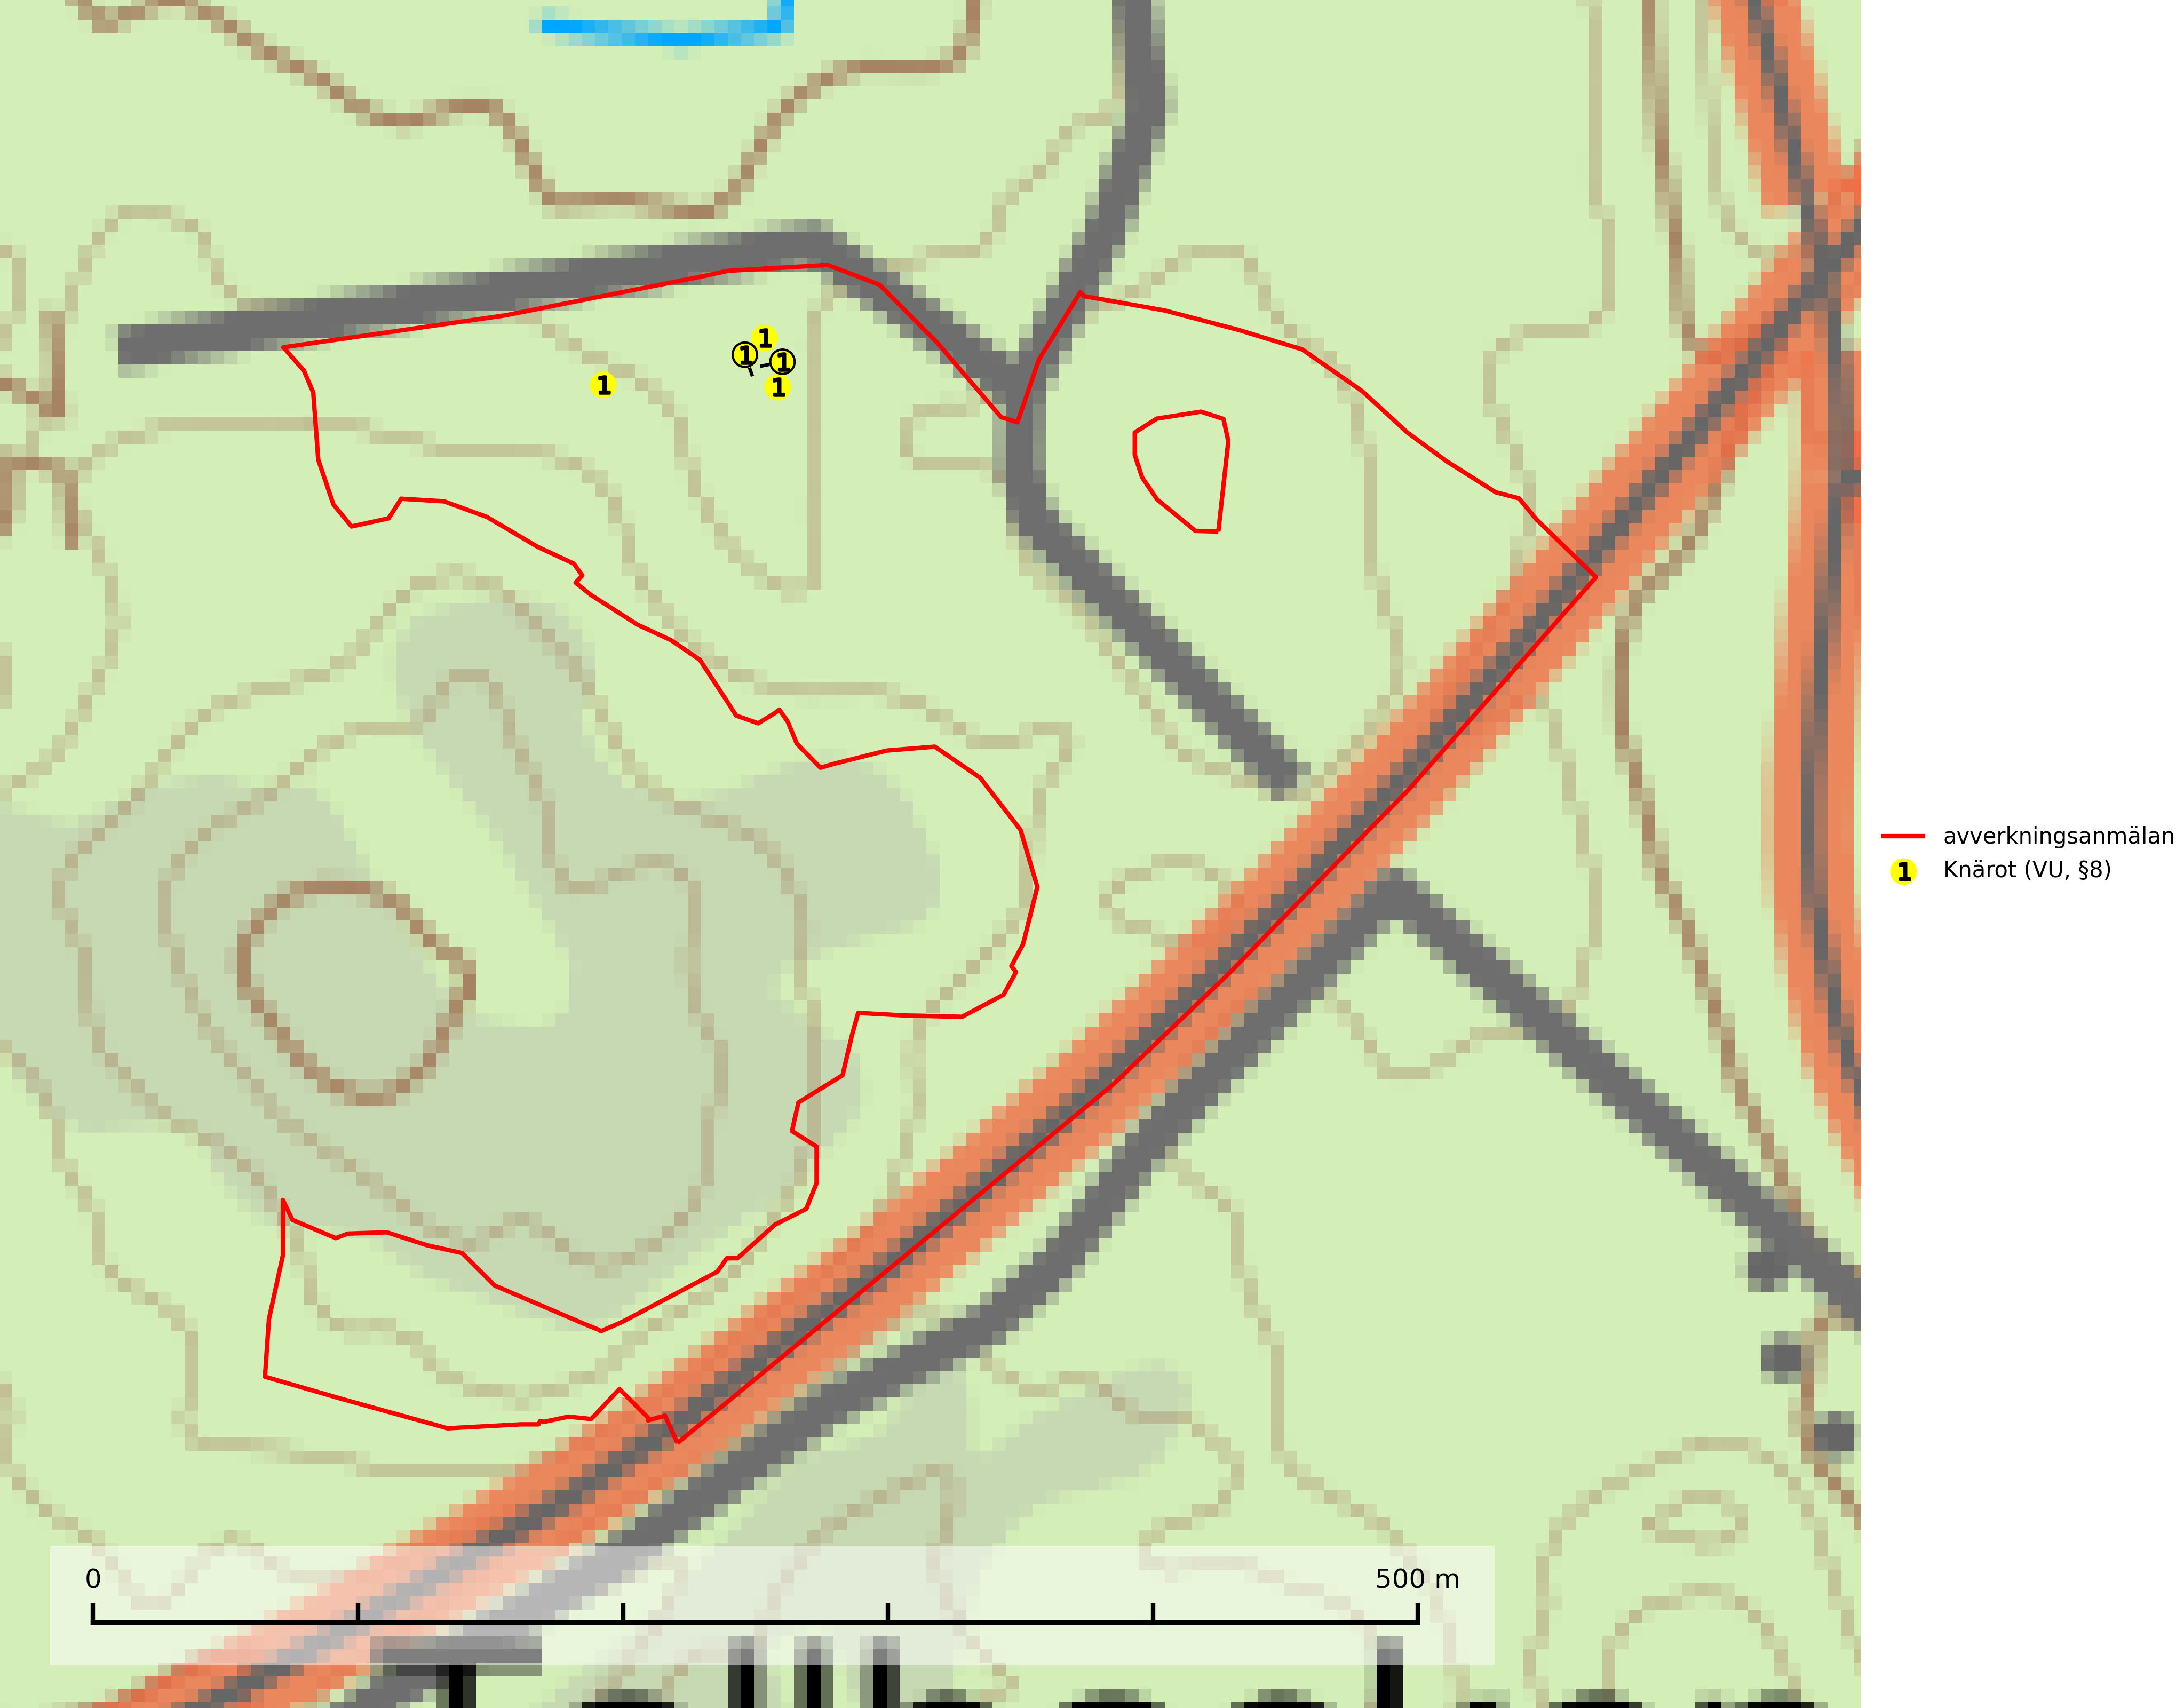 1
1
1
1
1
avverkningsanmälan
1 Knärot (VU, §8)
0 500 m